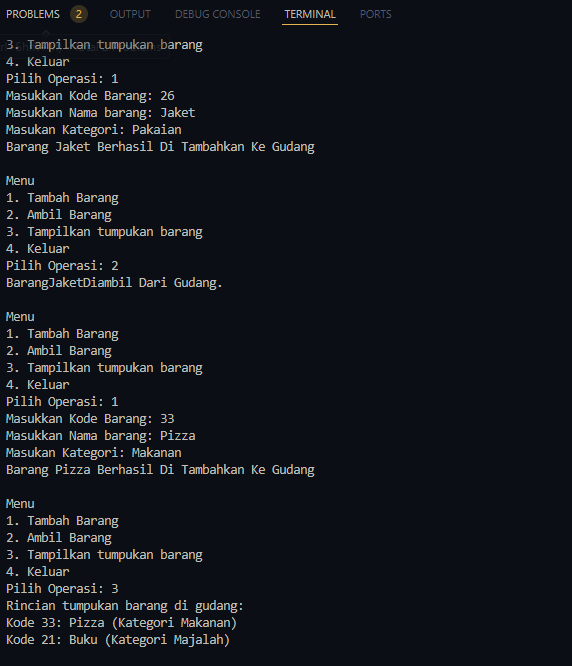 PROBLEMS 2 OUTPUT DEBUG CONSOLE TERMINAL PORTS
3. Tampilkan tumpukan barang
4. Keluar
Pilih Operasi: 1
Masukkan Kode Barang: 26
Masukkan Nama barang: Jaket
Masukan Kategori: Pakaian
Barang Jaket Berhasil Di Tambahkan Ke Gudang

Menu
1. Tambah Barang
2. Ambil Barang
3. Tampilkan tumpukan barang
4. Keluar
Pilih Operasi: 2
BarangJaketDiambil Dari Gudang.

Menu
1. Tambah Barang
2. Ambil Barang
3. Tampilkan tumpukan barang
4. Keluar
Pilih Operasi: 1
Masukkan Kode Barang: 33
Masukkan Nama barang: Pizza
Masukan Kategori: Makanan
Barang Pizza Berhasil Di Tambahkan Ke Gudang

Menu
1. Tambah Barang
2. Ambil Barang
3. Tampilkan tumpukan barang
4. Keluar
Pilih Operasi: 3
Rincian tumpukan barang di gudang:
Kode 33: Pizza (Kategori Makanan)
Kode 21: Buku (Kategori Majalah)